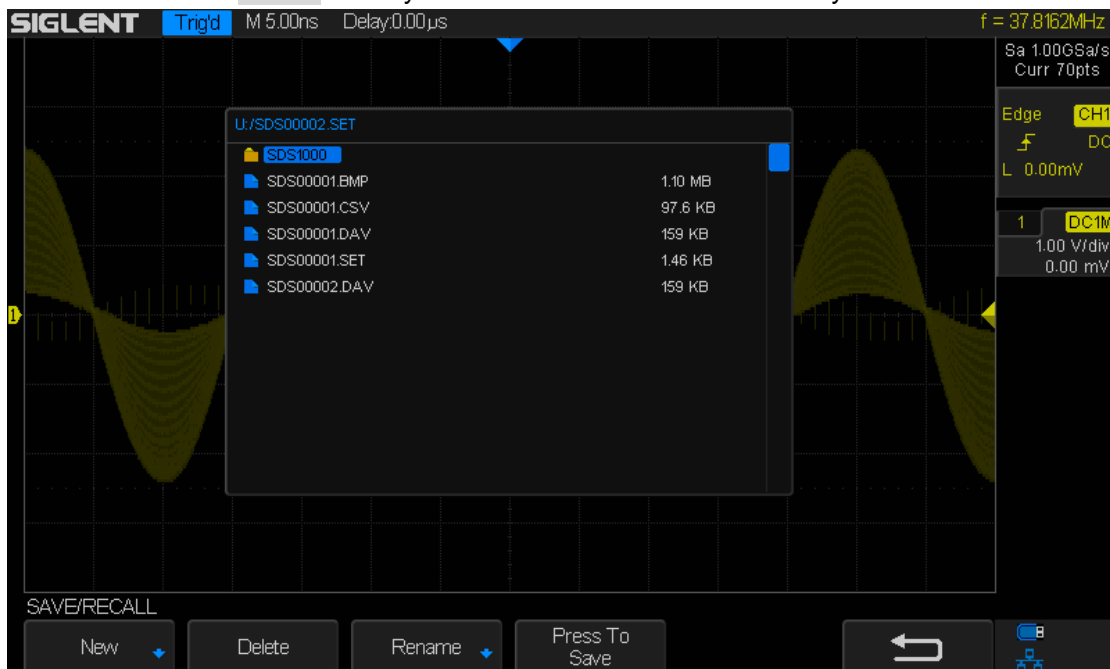 SIGLENT Trig'd M 5.00ns Delay:0.00µs f = 37.8162MHz
Sa 1.00GSa/s
Curr 70pts
Edge CH1
DC
L 0.00mV
U:/SDS00002.SET
SDS1000
SDS00001.BMP 1.10 MB
SDS00001.CSV 97.6 KB
SDS00001.DAV 159 KB
SDS00001.SET 1.46 KB
SDS00002.DAV 159 KB
1 DC1M
1.00 V/div
0.00 mV
1
SAVE/RECALL
New Delete Rename Press To
Save